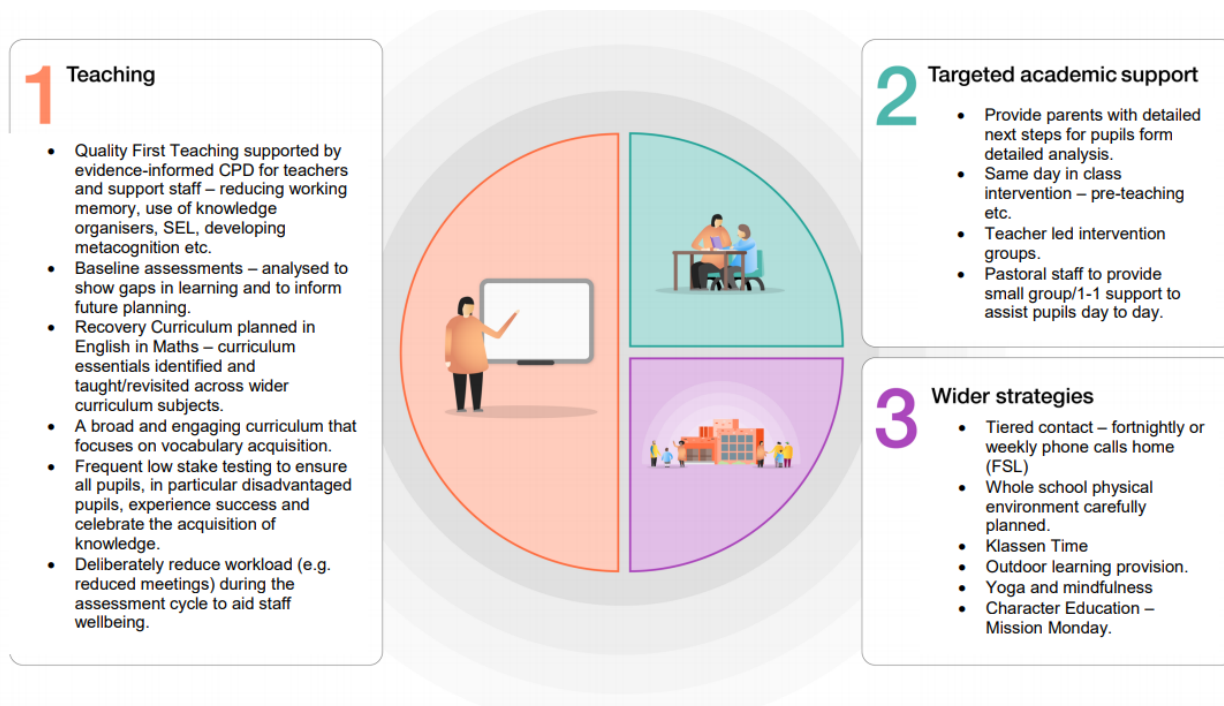 1 Teaching
• Quality First Teaching supported by
evidence-informed CPD for teachers
and support staff – reducing working
memory, use of knowledge
organisers, SEL, developing
metacognition etc.
• Baseline assessments – analysed to
show gaps in learning and to inform
future planning.
• Recovery Curriculum planned in
English in Maths – curriculum
essentials identified and
taught/revisited across wider
curriculum subjects.
• A broad and engaging curriculum that
focuses on vocabulary acquisition.
• Frequent low stake testing to ensure
all pupils, in particular disadvantaged
pupils, experience success and
celebrate the acquisition of
knowledge.
• Deliberately reduce workload (e.g.
reduced meetings) during the
assessment cycle to aid staff
wellbeing.
2 Targeted academic support
• Provide parents with detailed
next steps for pupils form
detailed analysis.
• Same day in class
intervention – pre-teaching
etc.
• Teacher led intervention
groups.
• Pastoral staff to provide
small group/1-1 support to
assist pupils day to day.
3 Wider strategies
• Tiered contact – fortnightly or
weekly phone calls home
(FSL)
• Whole school physical
environment carefully
planned.
• Klassen Time
• Outdoor learning provision.
• Yoga and mindfulness
• Character Education –
Mission Monday.